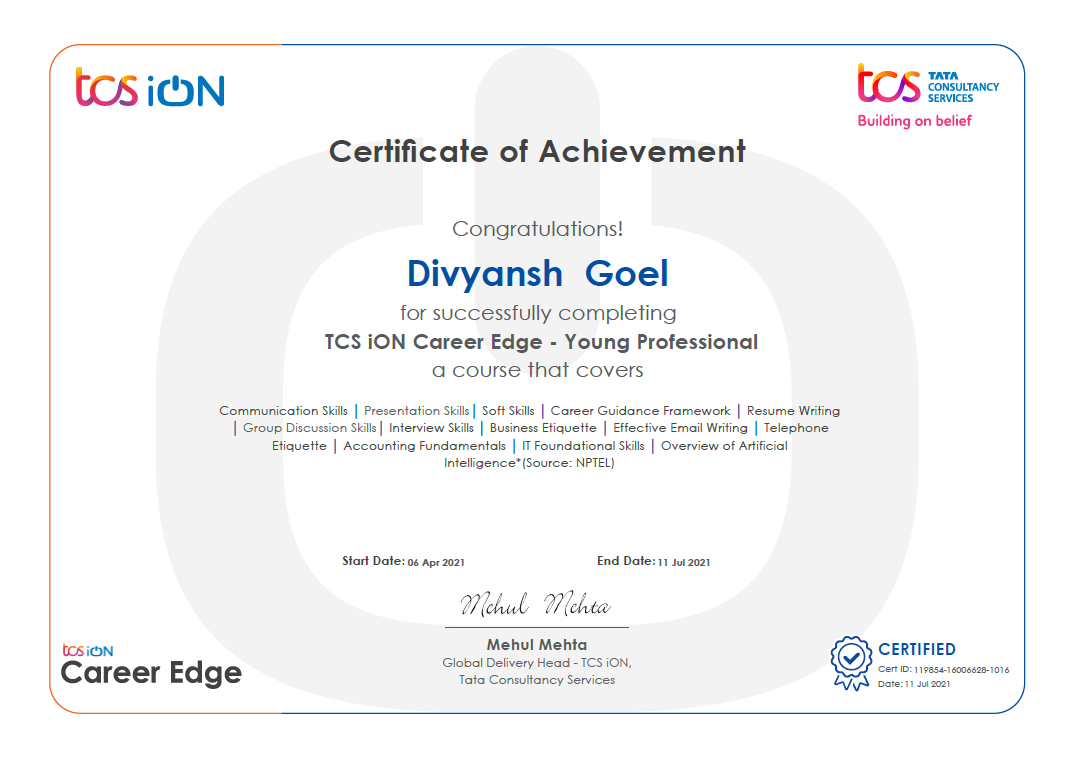 tcs iON
tcs TATA
CONSULTANCY
SERVICES
Building on belief
Certificate of Achievement
Congratulations!
Divyansh Goel
for successfully completing
TCS iON Career Edge - Young Professional
a course that covers
Communication Skills | Presentation Skills | Soft Skills | Career Guidance Framework | Resume Writing
| Group Discussion Skills | Interview Skills | Business Etiquette | Effective Email Writing | Telephone
Etiquette | Accounting Fundamentals | IT Foundational Skills | Overview of Artificial
Intelligence*(Source: NPTEL)
Start Date: 06 Apr 2021 End Date: 11 Jul 2021
Mehul Mehta
Mehul Mehta
Global Delivery Head - TCS iON,
Tata Consultancy Services
tcs iON
Career Edge
CERTIFIED
Cert ID: 119854-16006628-1016
Date: 11 Jul 2021